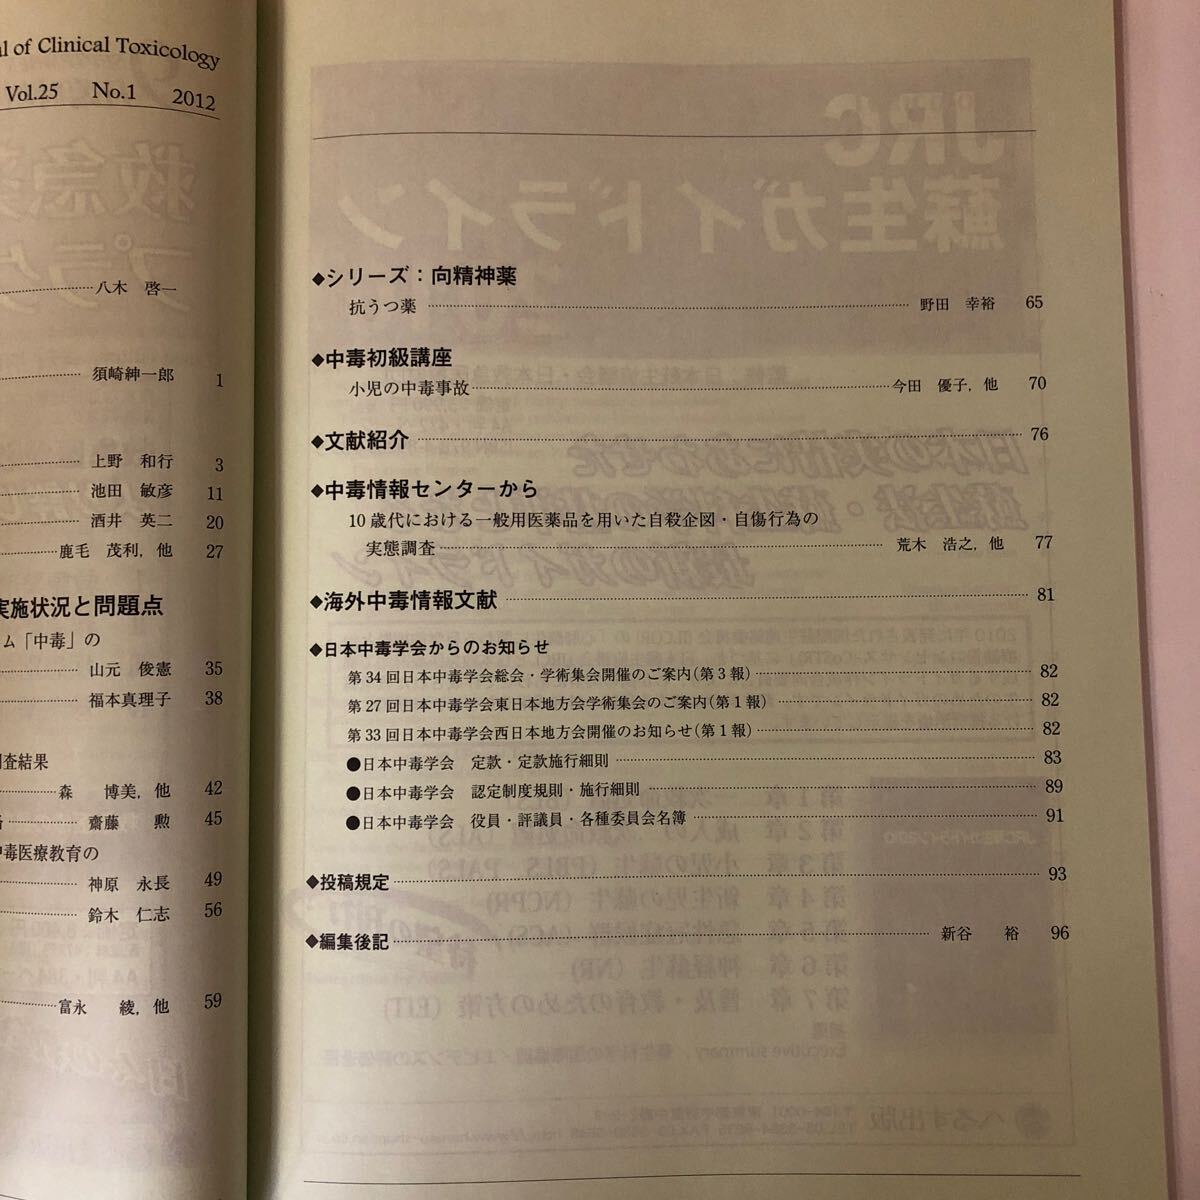 al of Clinical Toxicology
Vol.25 No.1 2012
八木 啓一
須崎紳一郎 1
上野 和行 3
池田 敏彦 11
酒井 英二 20
鹿毛 茂利, 他 27
実施状況と問題点
ム「中毒」の
山元 俊憲 35
福本真理子 38
査結果
森 博美, 他 42
齋藤 勲 45
中毒医療教育の
神原 永長 49
鈴木 仁志 56
富永 綾, 他 59
◆シリーズ：向精神薬
抗うつ薬 野田 幸裕 65
◆中毒初級講座
小児の中毒事故 今田 優子, 他 70
◆文献紹介 76
◆中毒情報センターから
10歳代における一般用医薬品を用いた自殺企図・自傷行為の
実態調査 荒木 浩之, 他 77
◆海外中毒情報文献 81
◆日本中毒学会からのお知らせ
第34回日本中毒学会総会・学術集会開催のご案内(第3報) 82
第27回日本中毒学会東日本地方会学術集会のご案内(第1報) 82
第33回日本中毒学会西日本地方会開催のお知らせ(第1報) 82
●日本中毒学会 定款・定款施行細則 83
●日本中毒学会 認定制度規則・施行細則 89
●日本中毒学会 役員・評議員・各種委員会名簿 91
◆投稿規定 93
◆編集後記 新谷 裕 96